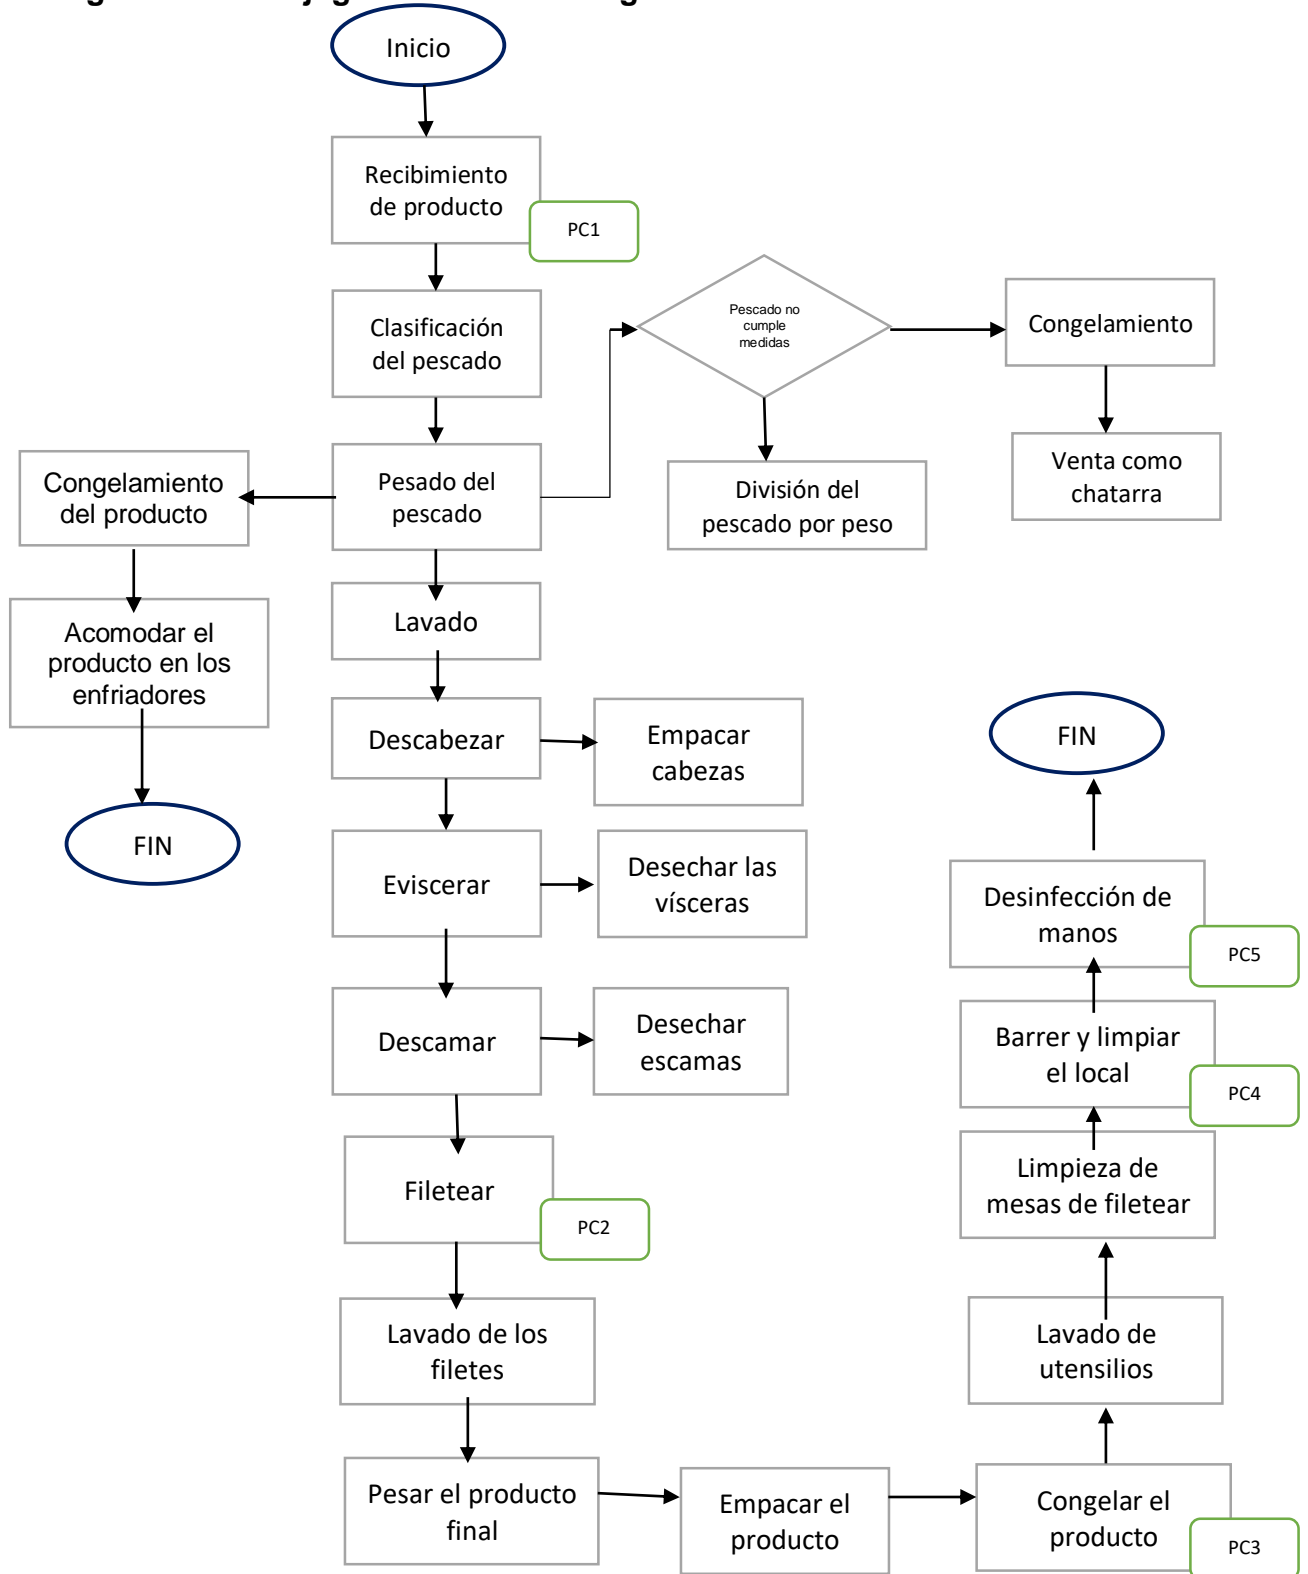 Inicio
Recibimiento
de producto
PC1
Clasificación
del pescado
Pescado no
cumple
medidas
Congelamiento
Venta como
chatarra
División del
pescado por peso
Pesado del
pescado
Congelamiento
del producto
Acomodar el
producto en los
enfriadores
FIN
Lavado
Descabezar
Empacar
cabezas
Eviscerar
Desechar las
vísceras
Descamar
Desechar
escamas
Filetear
PC2
Lavado de los
filetes
Pesar el producto
final
Empacar el
producto
Congelar el
producto
PC3
Lavado de
utensilios
Limpieza de
mesas de filetear
Barrer y limpiar
el local
PC4
Desinfección de
manos
PC5
FIN